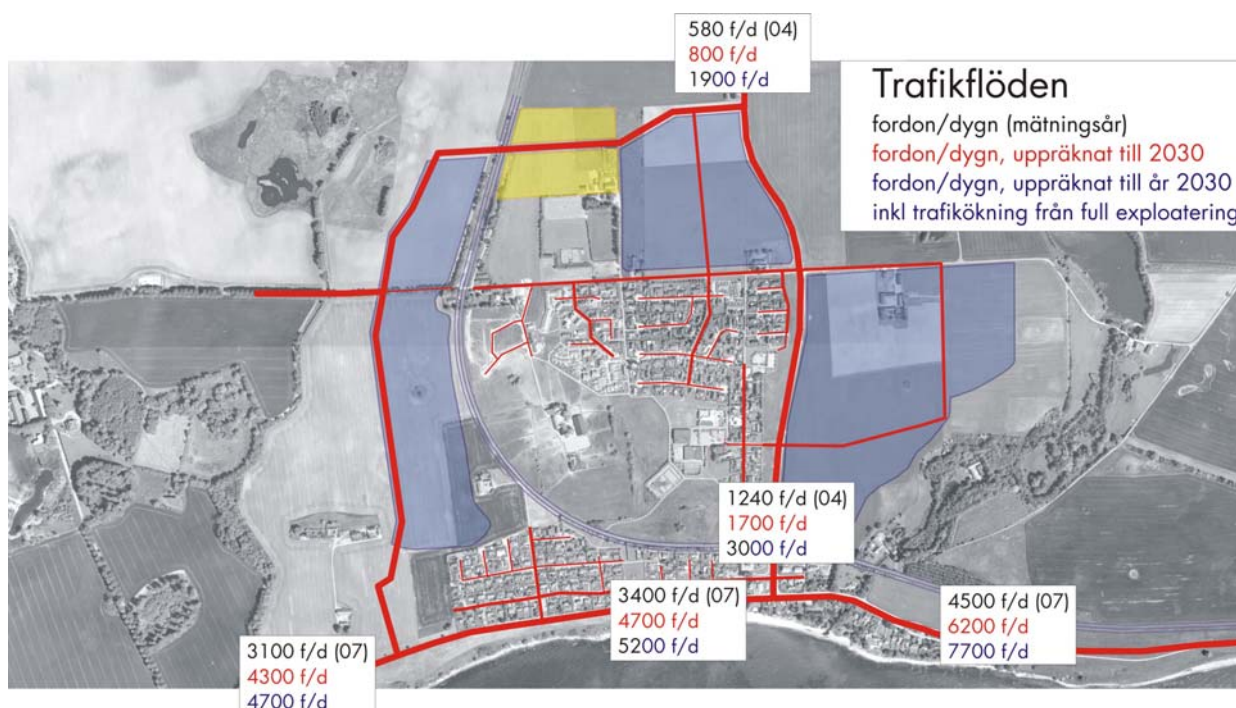 580 f/d (04)
800 f/d
1900 f/d
Trafikflöden
fordon/dygn (mätningsår)
fordon/dygn, uppräknat till 2030
fordon/dygn, uppräknat till år 2030
inkl trafikökning från full exploatering
1240 f/d (04)
1700 f/d
3000 f/d
3400 f/d (07)
4700 f/d
5200 f/d
4500 f/d (07)
6200 f/d
7700 f/d
3100 f/d (07)
4300 f/d
4700 f/d